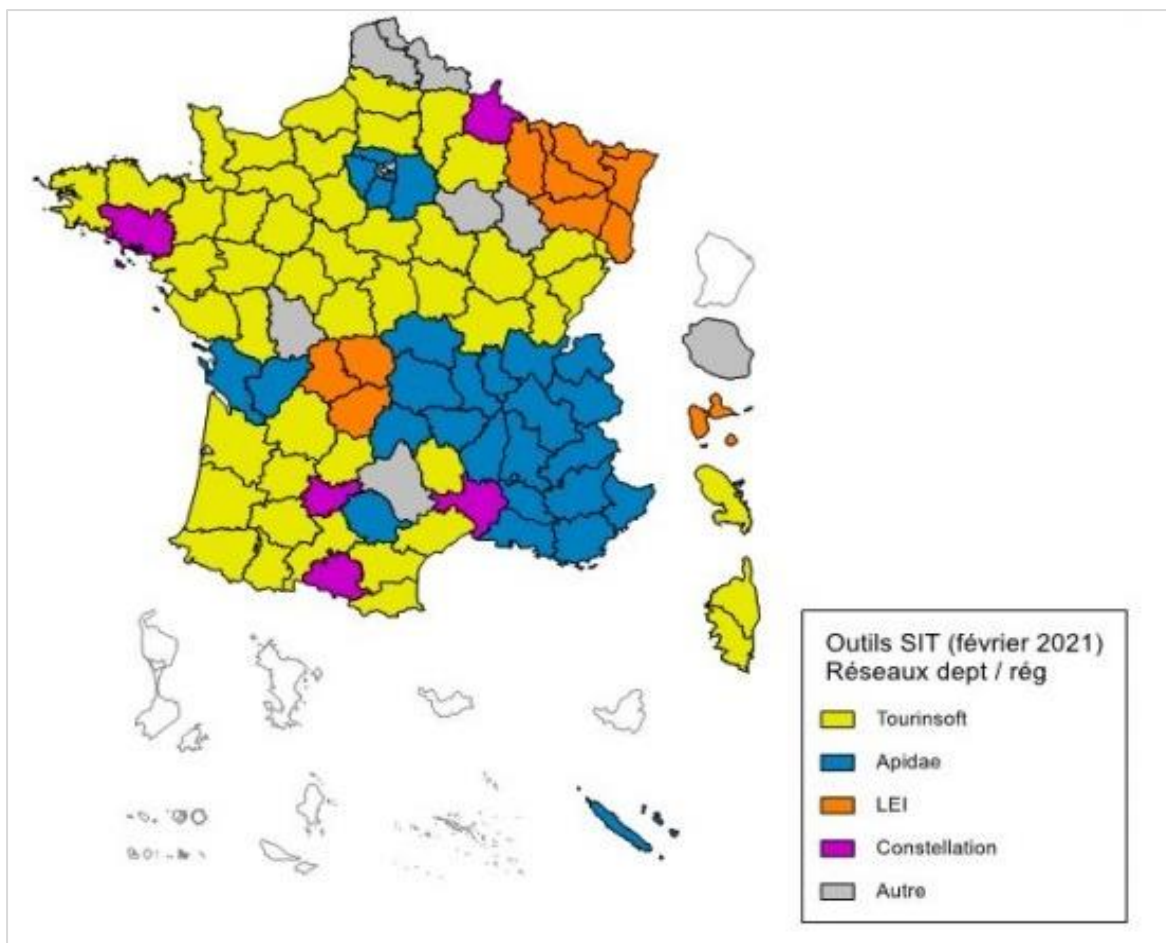 Outils SIT (février 2021)
Réseaux dept / rég
Tourinsoft
Apidae
LEI
Constellation
Autre